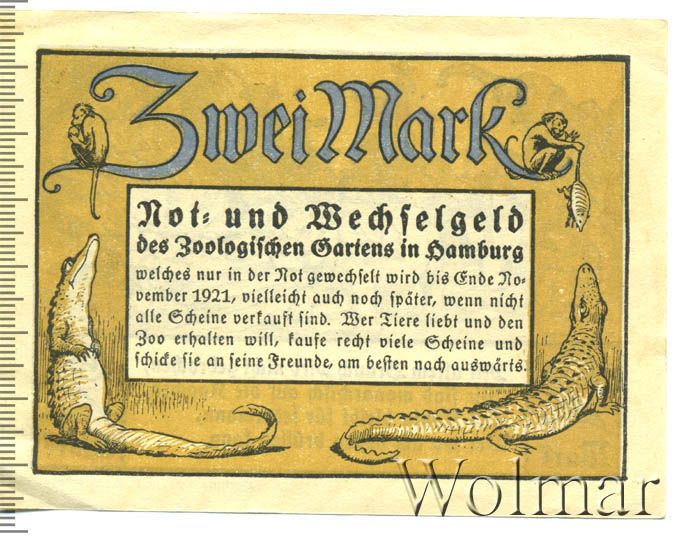 Zwei Mark
Not- und Wechselgeld
des Zoologischen Gartens in Hamburg
welches nur in der Not gewechselt wird bis Ende No-
vember 1921, vielleicht auch noch später, wenn nicht
alle Scheine verkauft sind. Wer Tiere liebt und den
Zoo erhalten will, kaufe recht viele Scheine und
schicke sie an seine Freunde, am besten nach auswärts.
Wolmar